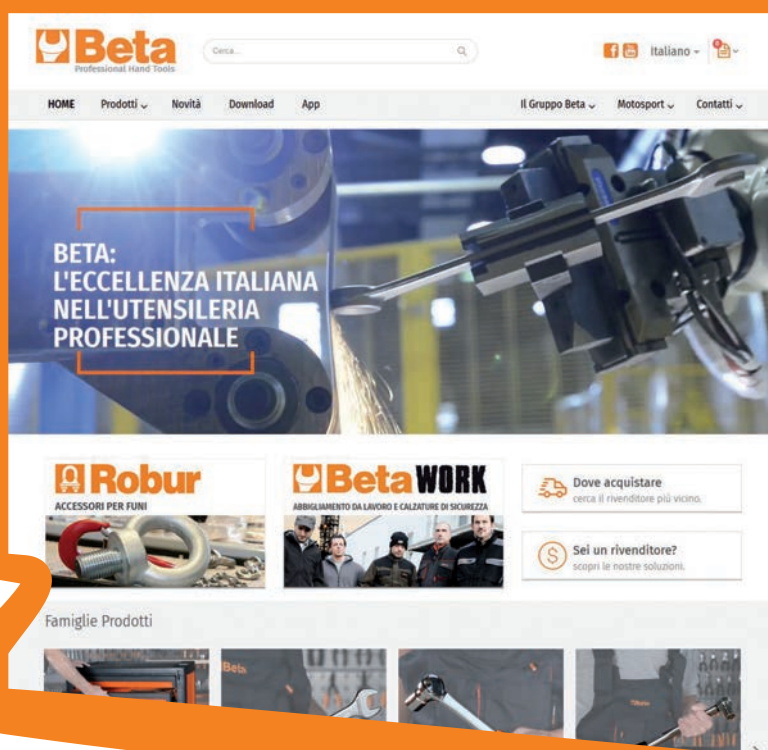 Beta
Professional Hand Tools
Cerca...
Italiano
0
HOME Prodotti Novità Download App Il Gruppo Beta Motosport Contatti
BETA:
L'ECCELLENZA ITALIANA
NELL'UTENSILERIA
PROFESSIONALE
Robur
ACCESSORI PER FUNI
Beta WORK
ABBIGLIAMENTO DA LAVORO E CALZATURE DI SICUREZZA
Dove acquistare
cerca il rivenditore più vicino.
Sei un rivenditore?
scopri le nostre soluzioni.
Famiglie Prodotti
Beta